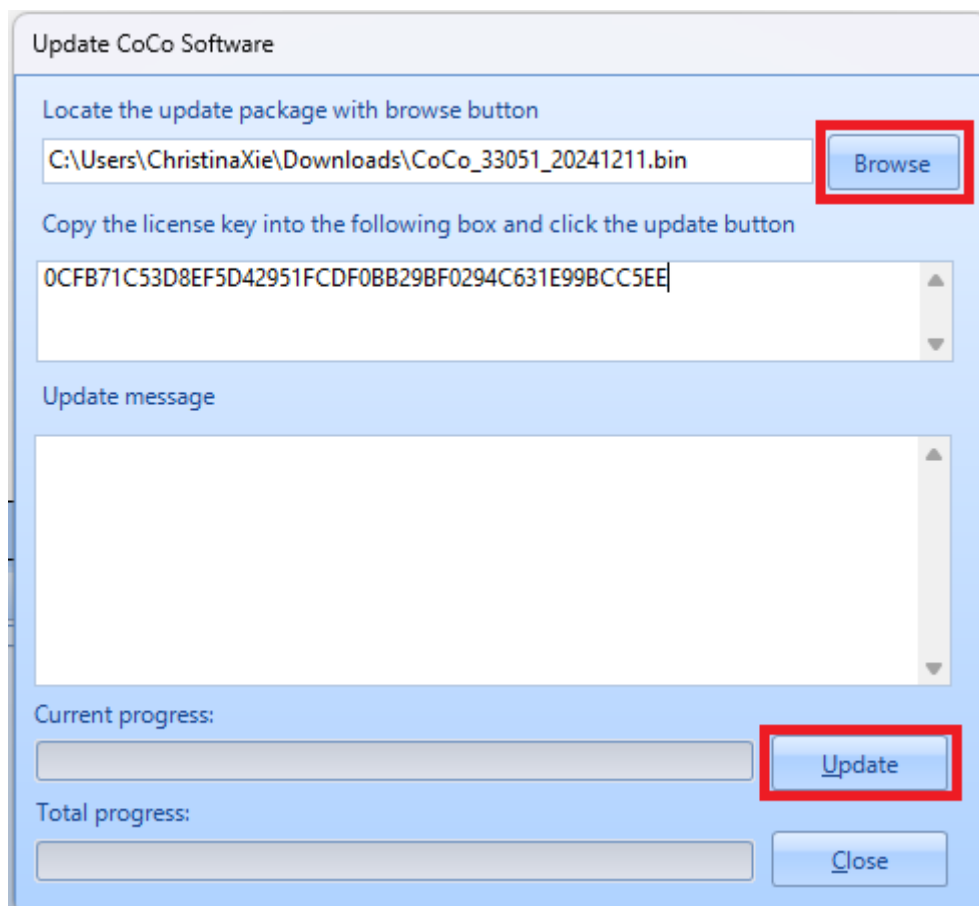 Update CoCo Software
Locate the update package with browse button
C:\Users\ChristinaXie\Downloads\CoCo_33051_20241211.bin
Browse
Copy the license key into the following box and click the update button
0CFB71C53D8EF5D42951FCDF0BB29BF0294C631E99BCC5EE
Update message
Current progress:
Update
Total progress:
Close